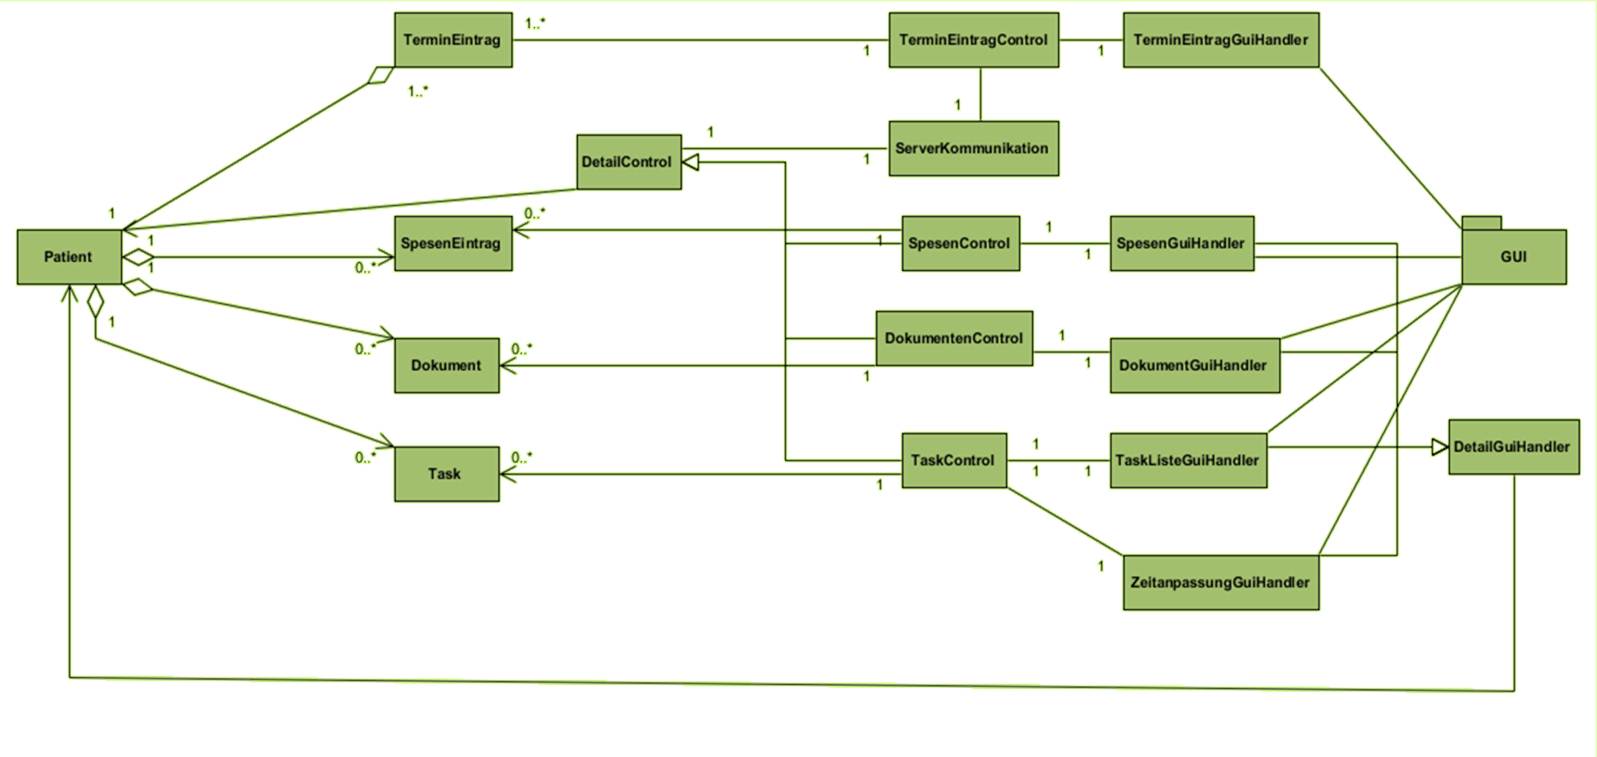 1..*
TerminEintrag
TerminEintragControl
TerminEintragGuiHandler
1
1
1..*
1
1
DetailControl
ServerKommunikation
1
1
0..*
1
SpesenEintrag
1
SpesenControl
1
SpesenGuiHandler
Patient
1
0..*
1
GUI
1
DokumentenControl
1
0..*
0..*
Dokument
1
1
DokumentGuiHandler
0..*
0..*
Task
1
TaskControl
1
1
1
TaskListeGuiHandler
DetailGuiHandler
1
ZeitanpassungGuiHandler